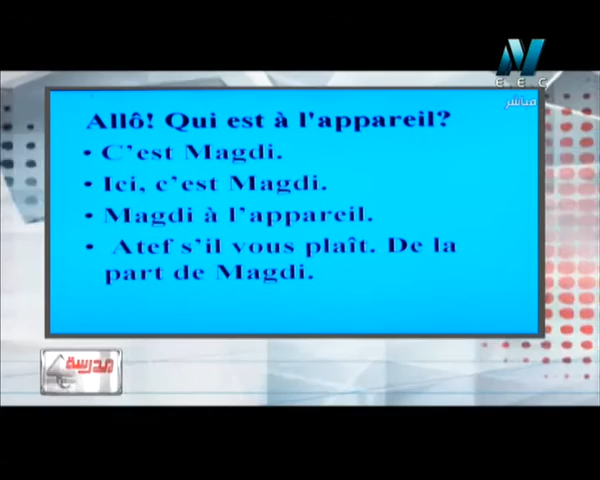 N
E E C
مباشر
Allô! Qui est à l'appareil?
• C’est Magdi.
• Ici, c’est Magdi.
• Magdi à l’appareil.
• Atef s’il vous plaît. De la
part de Magdi.
مدرسة